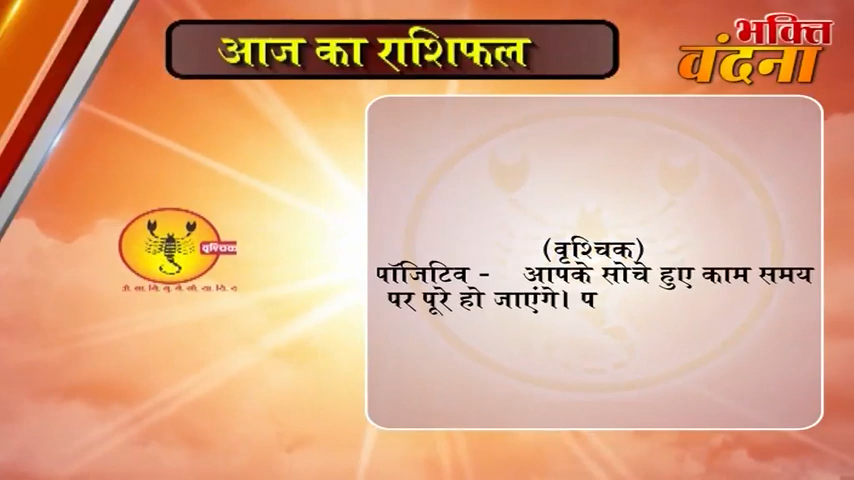 आज का राशिफल
भक्ति
वंदना
वृश्चिक
(वृश्चिक)
पॉजिटिव - आपके सोचे हुए काम समय
पर पूरे हो जाएंगे। प